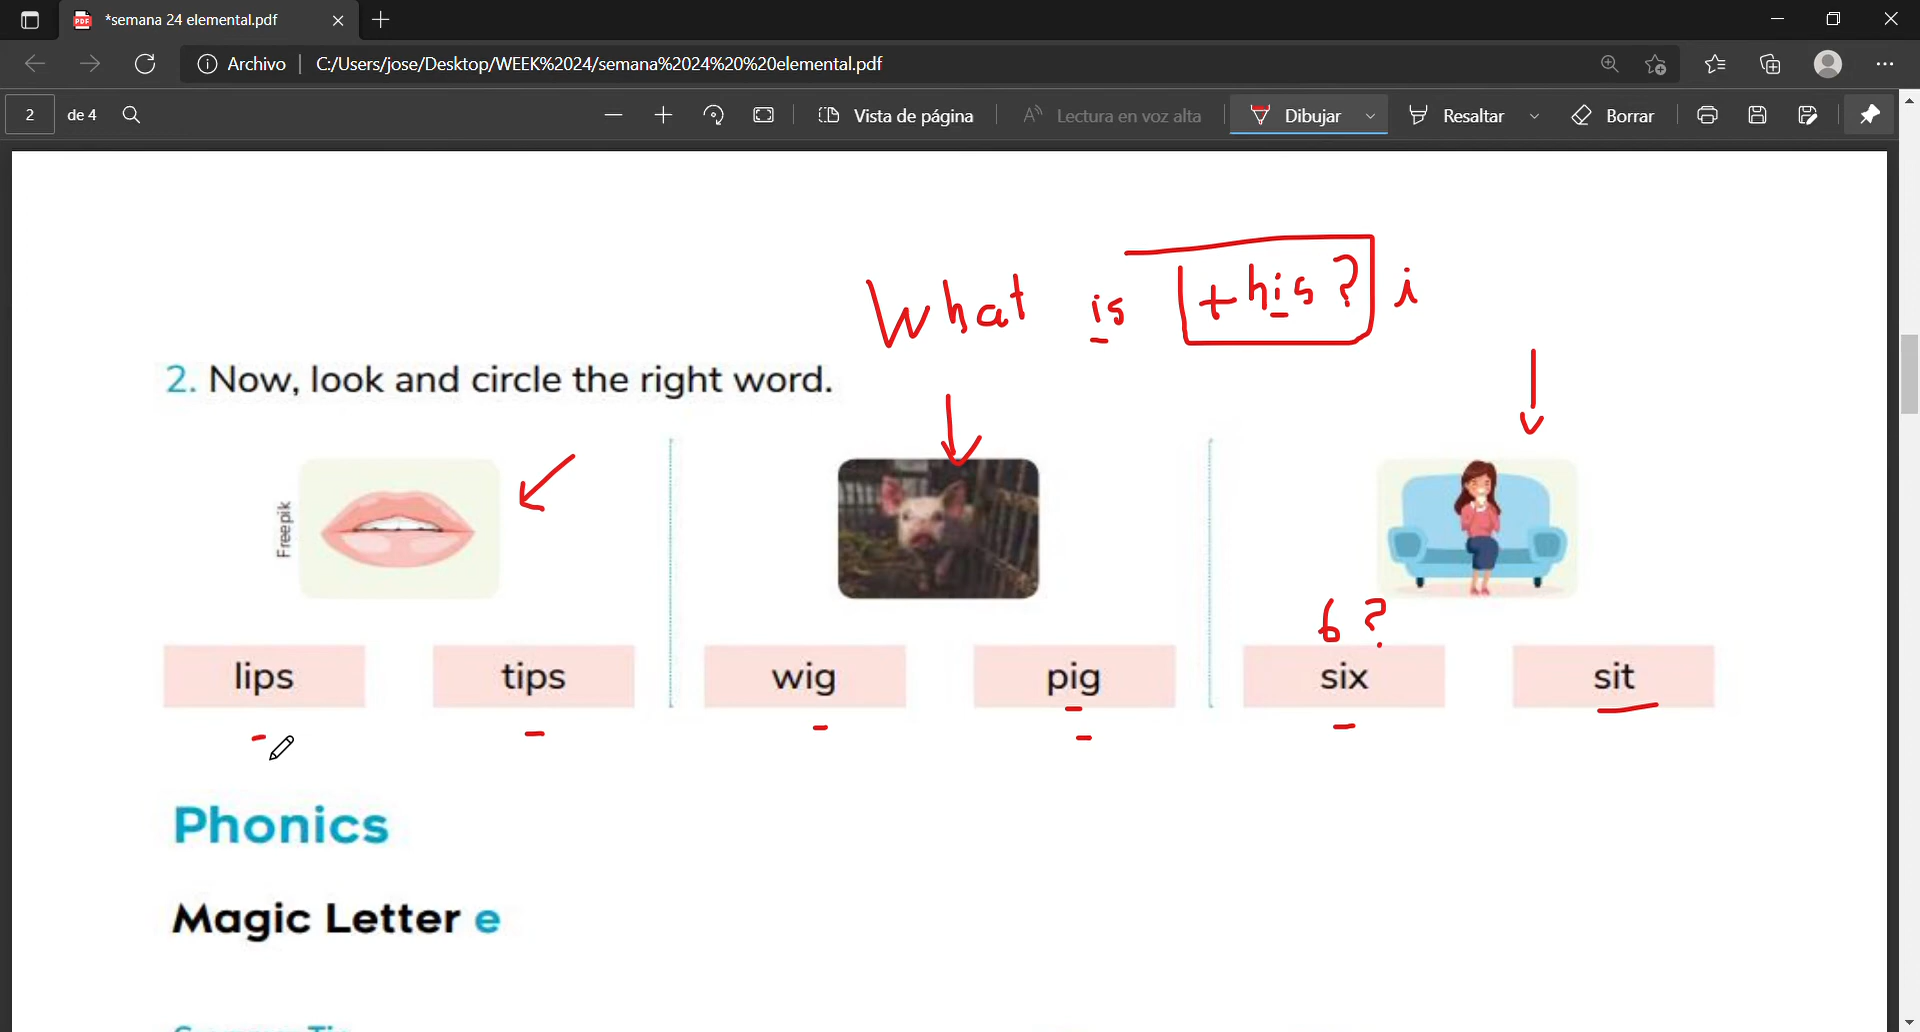 *semana 24 elemental.pdf
Archivo C:/Users/jose/Desktop/WEEK%2024/semana%2024%20%20elemental.pdf
2 de 4 Vista de página Lectura en voz alta Dibujar Resaltar Borrar
What is this? i
2. Now, look and circle the right word.
Freepik
6 ?
lips tips wig pig six sit
Phonics
Magic Letter e